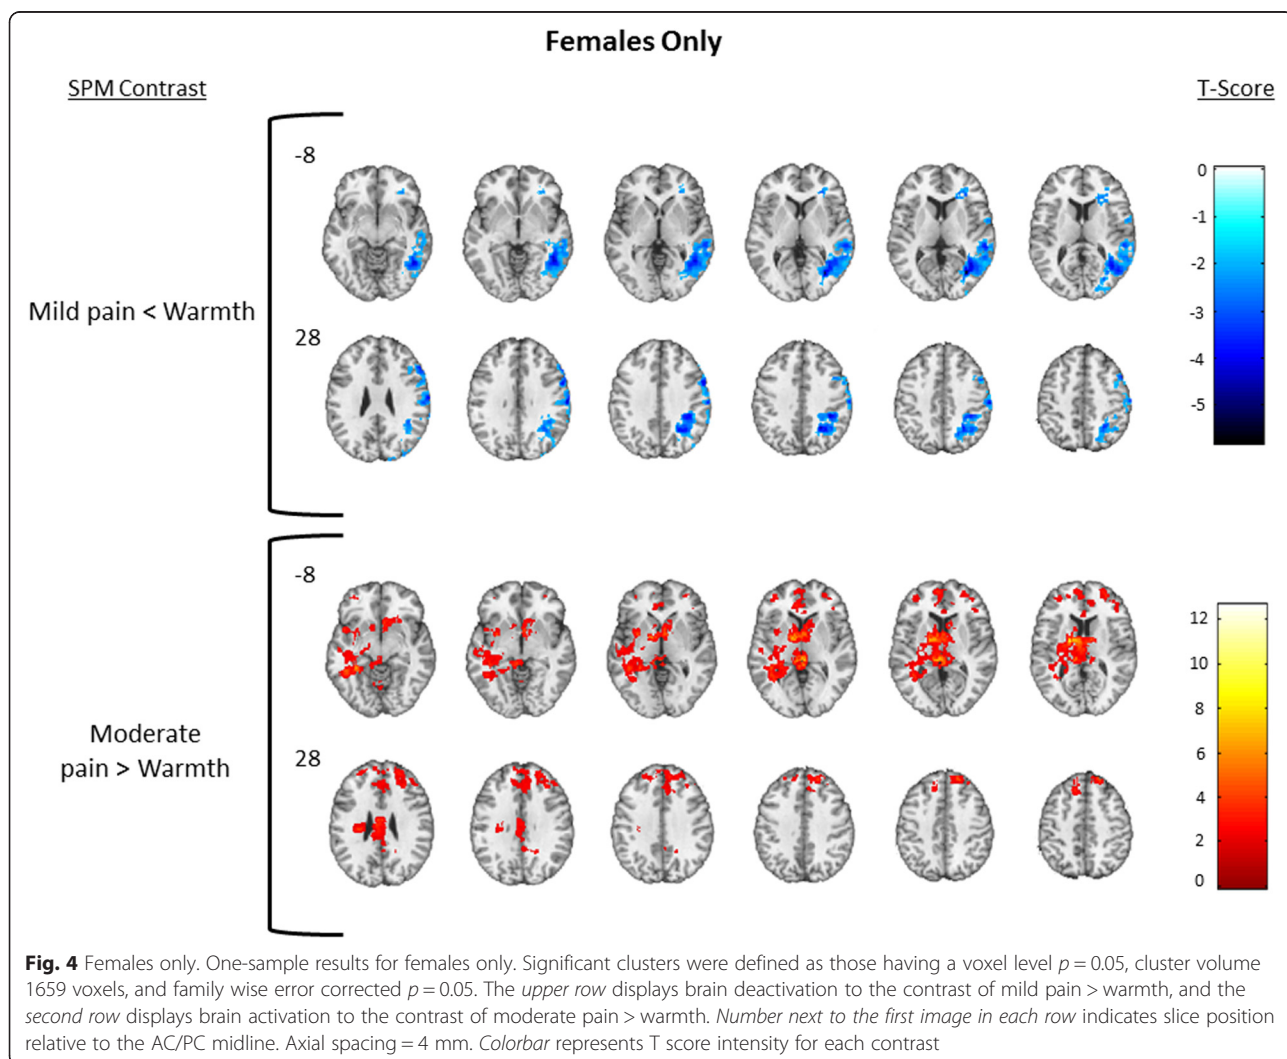 Females Only
SPM Contrast
T-Score
-8
0
-1
-2
-3
-4
-5
Mild pain < Warmth
28
-8
12
10
8
6
4
2
0
Moderate
pain > Warmth
28
Fig. 4 Females only. One-sample results for females only. Significant clusters were defined as those having a voxel level p = 0.05, cluster volume
1659 voxels, and family wise error corrected p = 0.05. The upper row displays brain deactivation to the contrast of mild pain > warmth, and the
second row displays brain activation to the contrast of moderate pain > warmth. Number next to the first image in each row indicates slice position
relative to the AC/PC midline. Axial spacing = 4 mm. Colorbar represents T score intensity for each contrast